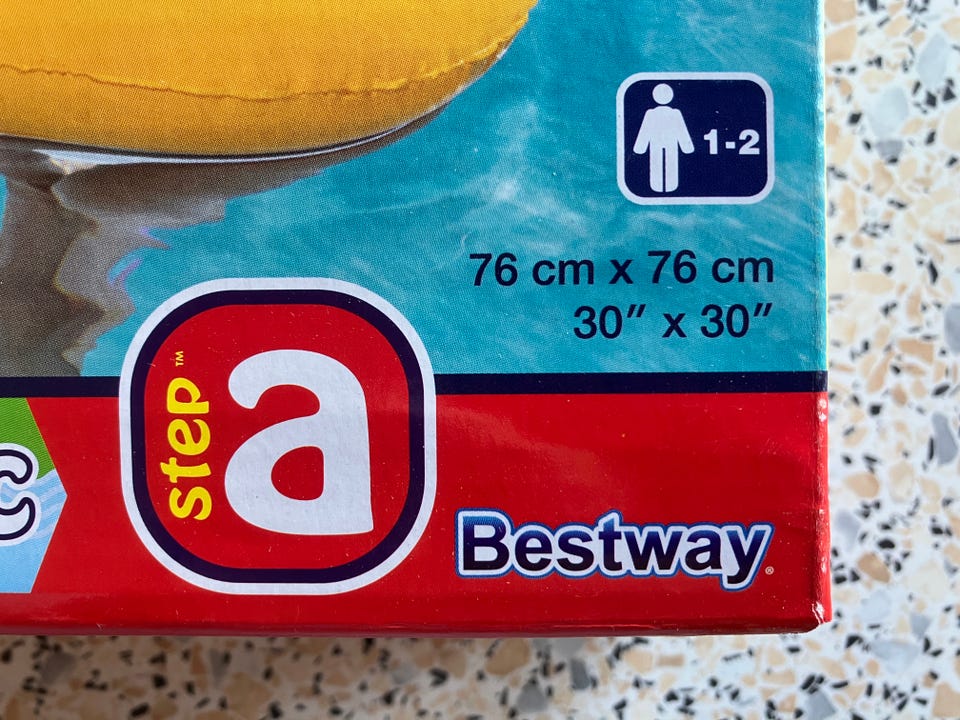 1-2
76 cm x 76 cm
30″ x 30″
step™
a
c
Bestway®